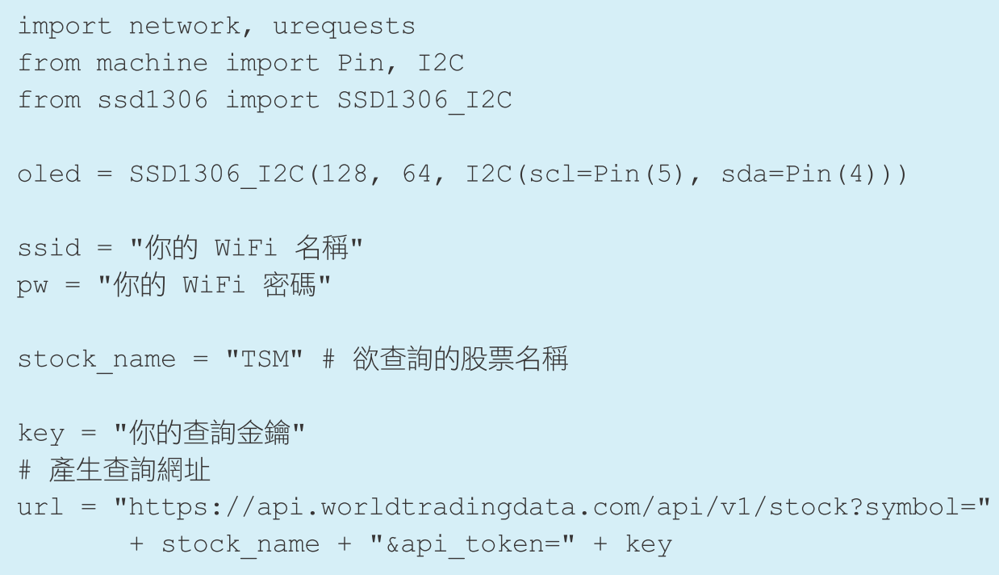 import network, urequests
from machine import Pin, I2C
from ssd1306 import SSD1306_I2C
oled = SSD1306_I2C(128, 64, I2C(scl=Pin(5), sda=Pin(4)))
ssid = "你的 WiFi 名稱"
pw = "你的 WiFi 密碼"
stock_name = "TSM" # 欲查詢的股票名稱
key = "你的查詢金鑰"
# 產生查詢網址
url = "https://api.worldtradingdata.com/api/v1/stock?symbol="
+ stock_name + "&api_token=" + key